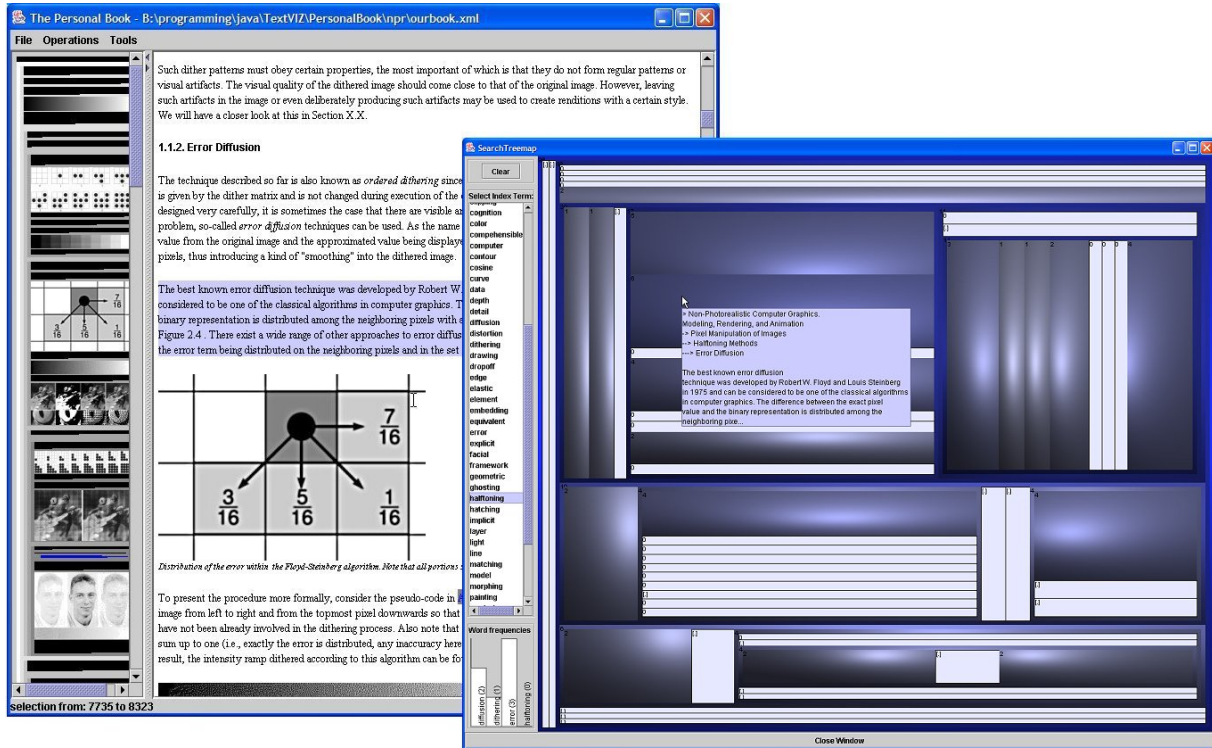 The Personal Book - B:\programming\java\TextVIZ\PersonalBook\npr\ourbook.xml
File Operations Tools
Such dither patterns must obey certain properties, the most important of which is that they do not form regular patterns or
visual artifacts. The visual quality of the dithered image should come close to that of the original image. However, leaving
such artifacts in the image or even deliberately producing such artifacts may be used to create renditions with a certain style.
We will have a closer look at this in Section X.X.
1.1.2. Error Diffusion
The technique described so far is also known as ordered dithering since
is given by the dither matrix and is not changed during execution of the
designed very carefully, it is sometimes the case that there are visible
problem, so-called error diffusion techniques can be used. As the name
value from the original image and the approximated value being displaye
pixels, thus introducing a kind of "smoothing" into the dithered image.
The best known error diffusion technique was developed by Robert W.
considered to be one of the classical algorithms in computer graphics. T
binary representation is distributed among the neighboring pixels with
Figure 2.4 . There exist a wide range of other approaches to error diffus
the error term being distributed on the neighboring pixels and in the set
7/16
3/16 5/16 1/16
7/16
3/16 5/16 1/16
Distribution of the error within the Floyd-Steinberg algorithm. Note that all portions
To present the procedure more formally, consider the pseudo-code in
image from left to right and from the topmost pixel downwards so that
have not been already involved in the dithering process. Also note that
sum up to one (i.e., exactly the error is distributed, any inaccuracy here
result, the intensity ramp dithered according to this algorithm can be fo
selection from: 7735 to 8323
SearchTreemap
Clear
Select Index Term:
cognition
color
comprehensible
computer
contour
cosine
curve
data
depth
detail
diffusion
distortion
dithering
drawing
dropoff
edge
elastic
element
embedding
equivalent
error
explicit
facial
framework
geometric
ghosting
halftoning
hatching
implicit
layer
light
line
matching
model
morphing
painting
Word frequencies
diffusion (2)
dithering (1)
error (3)
halftoning (0)
> Non-Photorealistic Computer Graphics.
Modeling, Rendering, and Animation
-> Pixel Manipulation of Images
--> Halftoning Methods
---> Error Diffusion
The best known error diffusion
technique was developed by Robert W. Floyd and Louis Steinberg
in 1975 and can be considered to be one of the classical algorithms
in computer graphics. The difference between the exact pixel
value and the binary representation is distributed among the
neighboring pixe...
Close Window